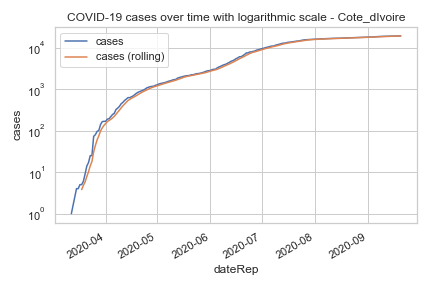 COVID-19 cases over time with logarithmic scale - Cote_dIvoire
cases
cases (rolling)
10^4
10^3
10^2
10^1
10^0
cases
2020-04
2020-05
2020-06
2020-07
2020-08
2020-09
dateRep